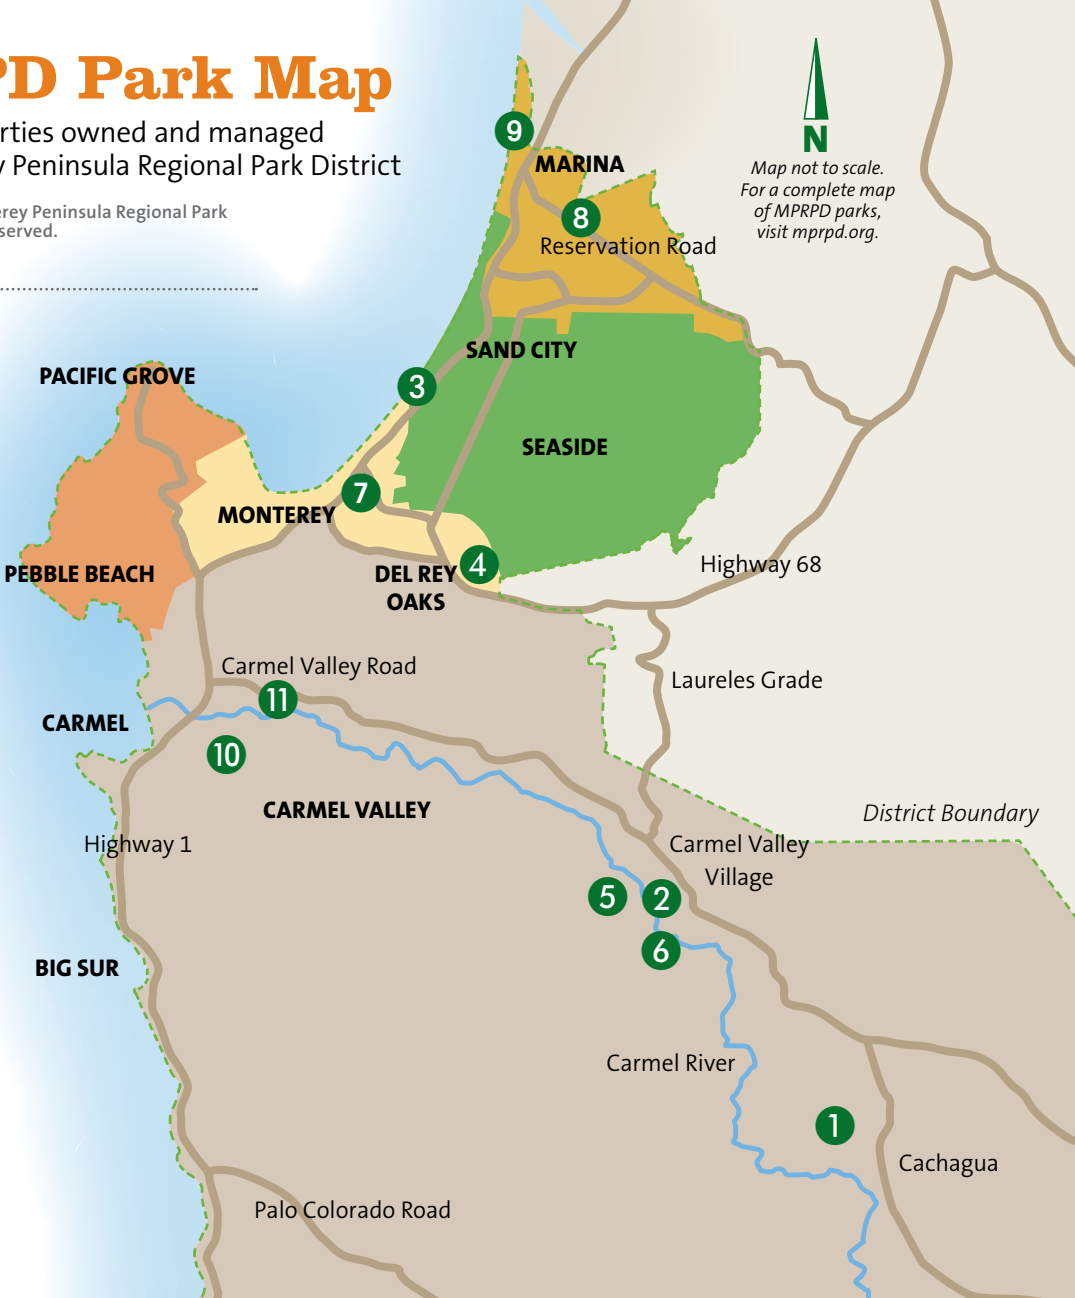 PD Park Map
rties owned and managed
y Peninsula Regional Park District
erey Peninsula Regional Park
served.
N
Map not to scale.
For a complete map
of MPRPD parks,
visit mprpd.org.
9
MARINA
8
Reservation Road
SAND CITY
PACIFIC GROVE
3
SEASIDE
7
MONTEREY
Highway 68
4
PEBBLE BEACH
DEL REY
OAKS
Carmel Valley Road
Laureles Grade
11
CARMEL
10
CARMEL VALLEY
District Boundary
Highway 1
Carmel Valley
Village
5
2
6
BIG SUR
Carmel River
1
Cachagua
Palo Colorado Road